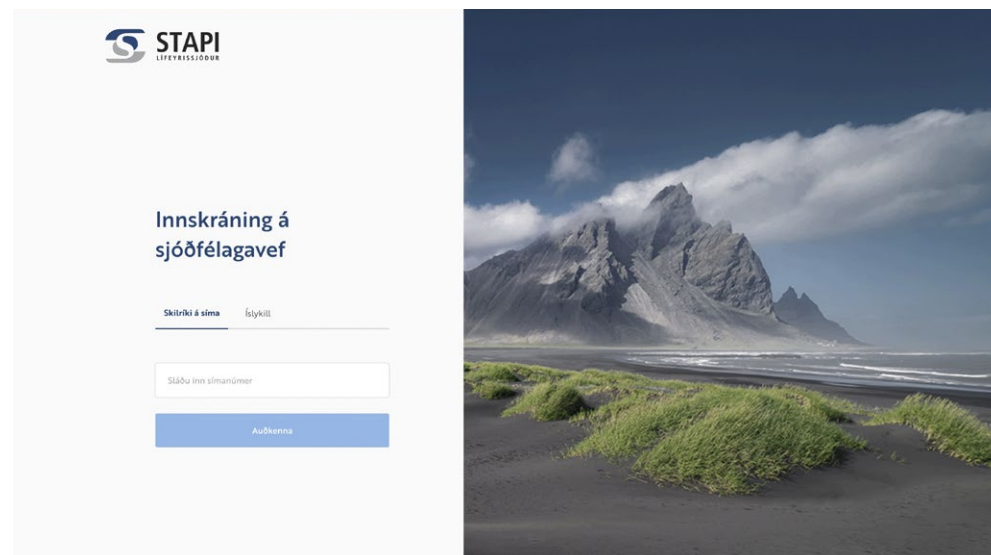 STAPI
LÍFEYRISSJÓÐUR
Innskráning á
sjóðfélagavef
Skilríki á síma Íslykill
Sláðu inn símanúmer
Auðkenna